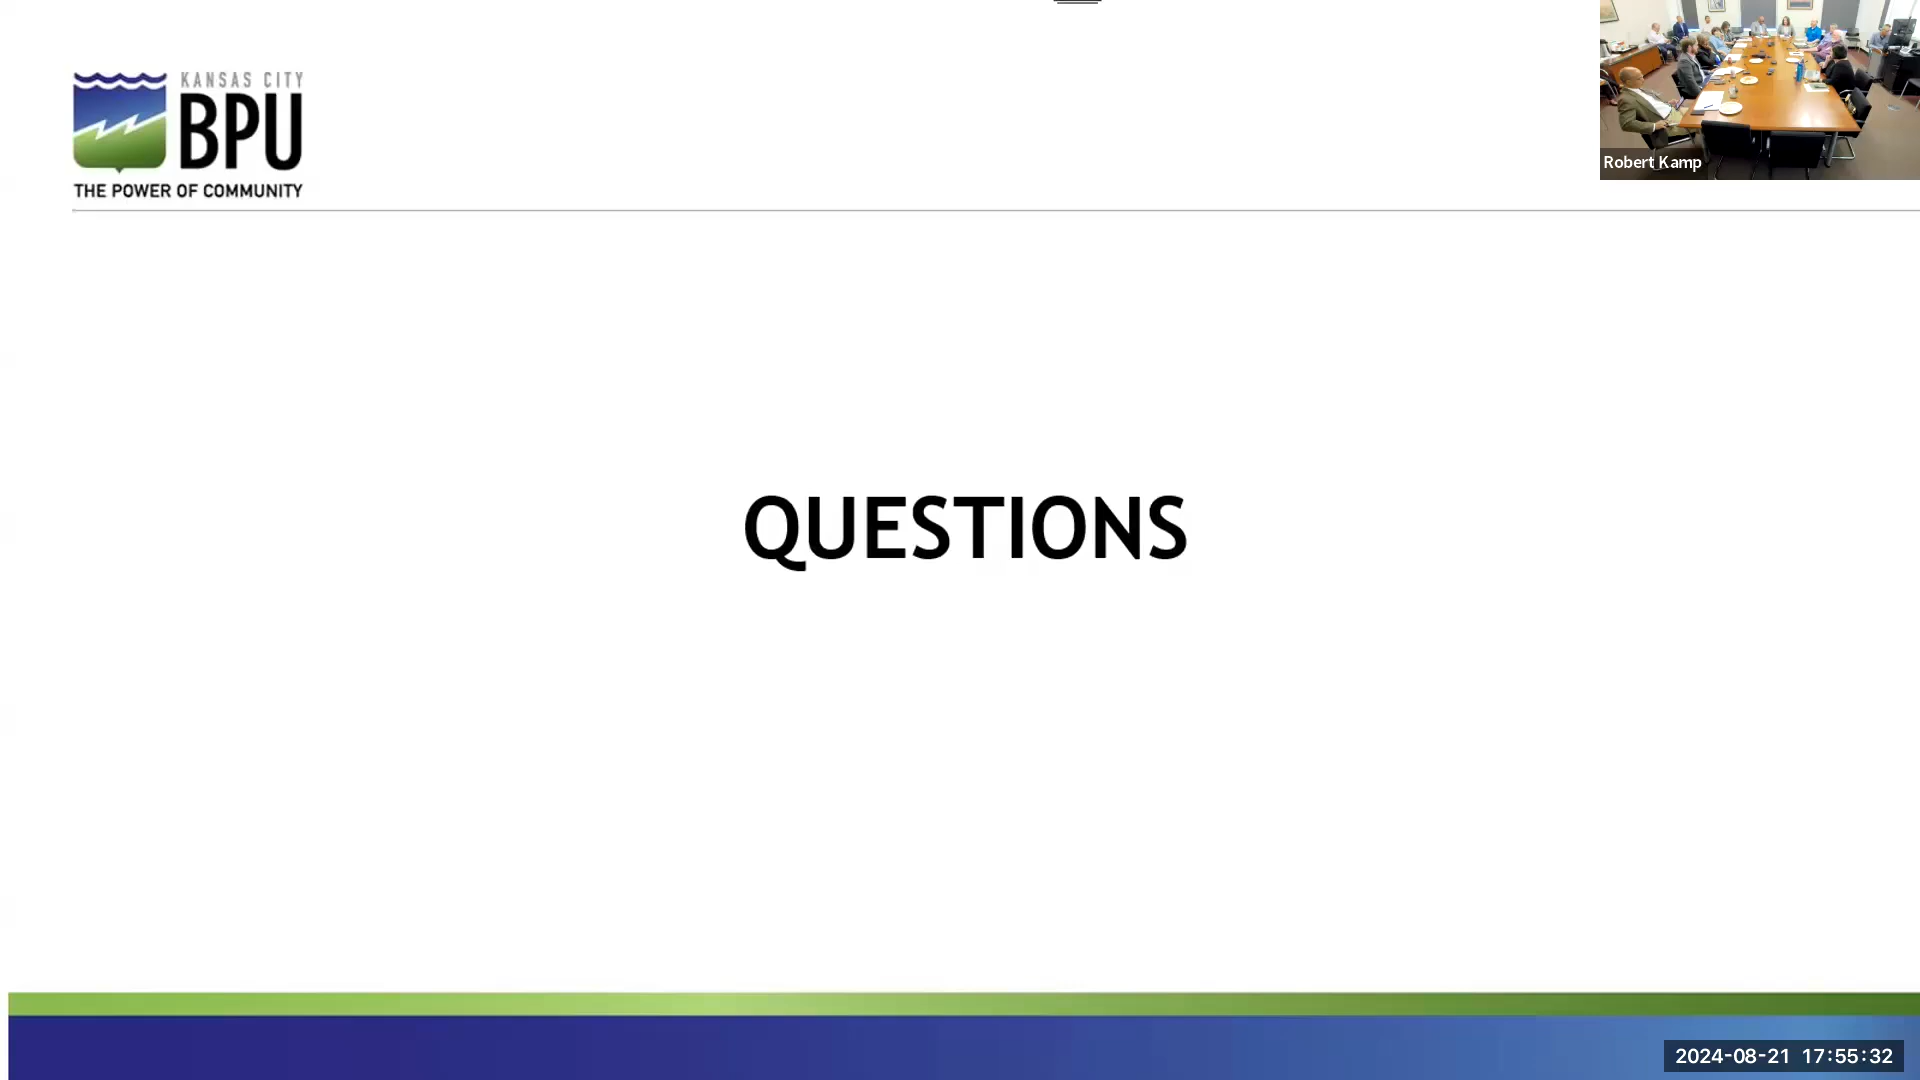 KANSAS CITY
BPU
THE POWER OF COMMUNITY
Robert Kamp
QUESTIONS
2024-08-21 17:55:32